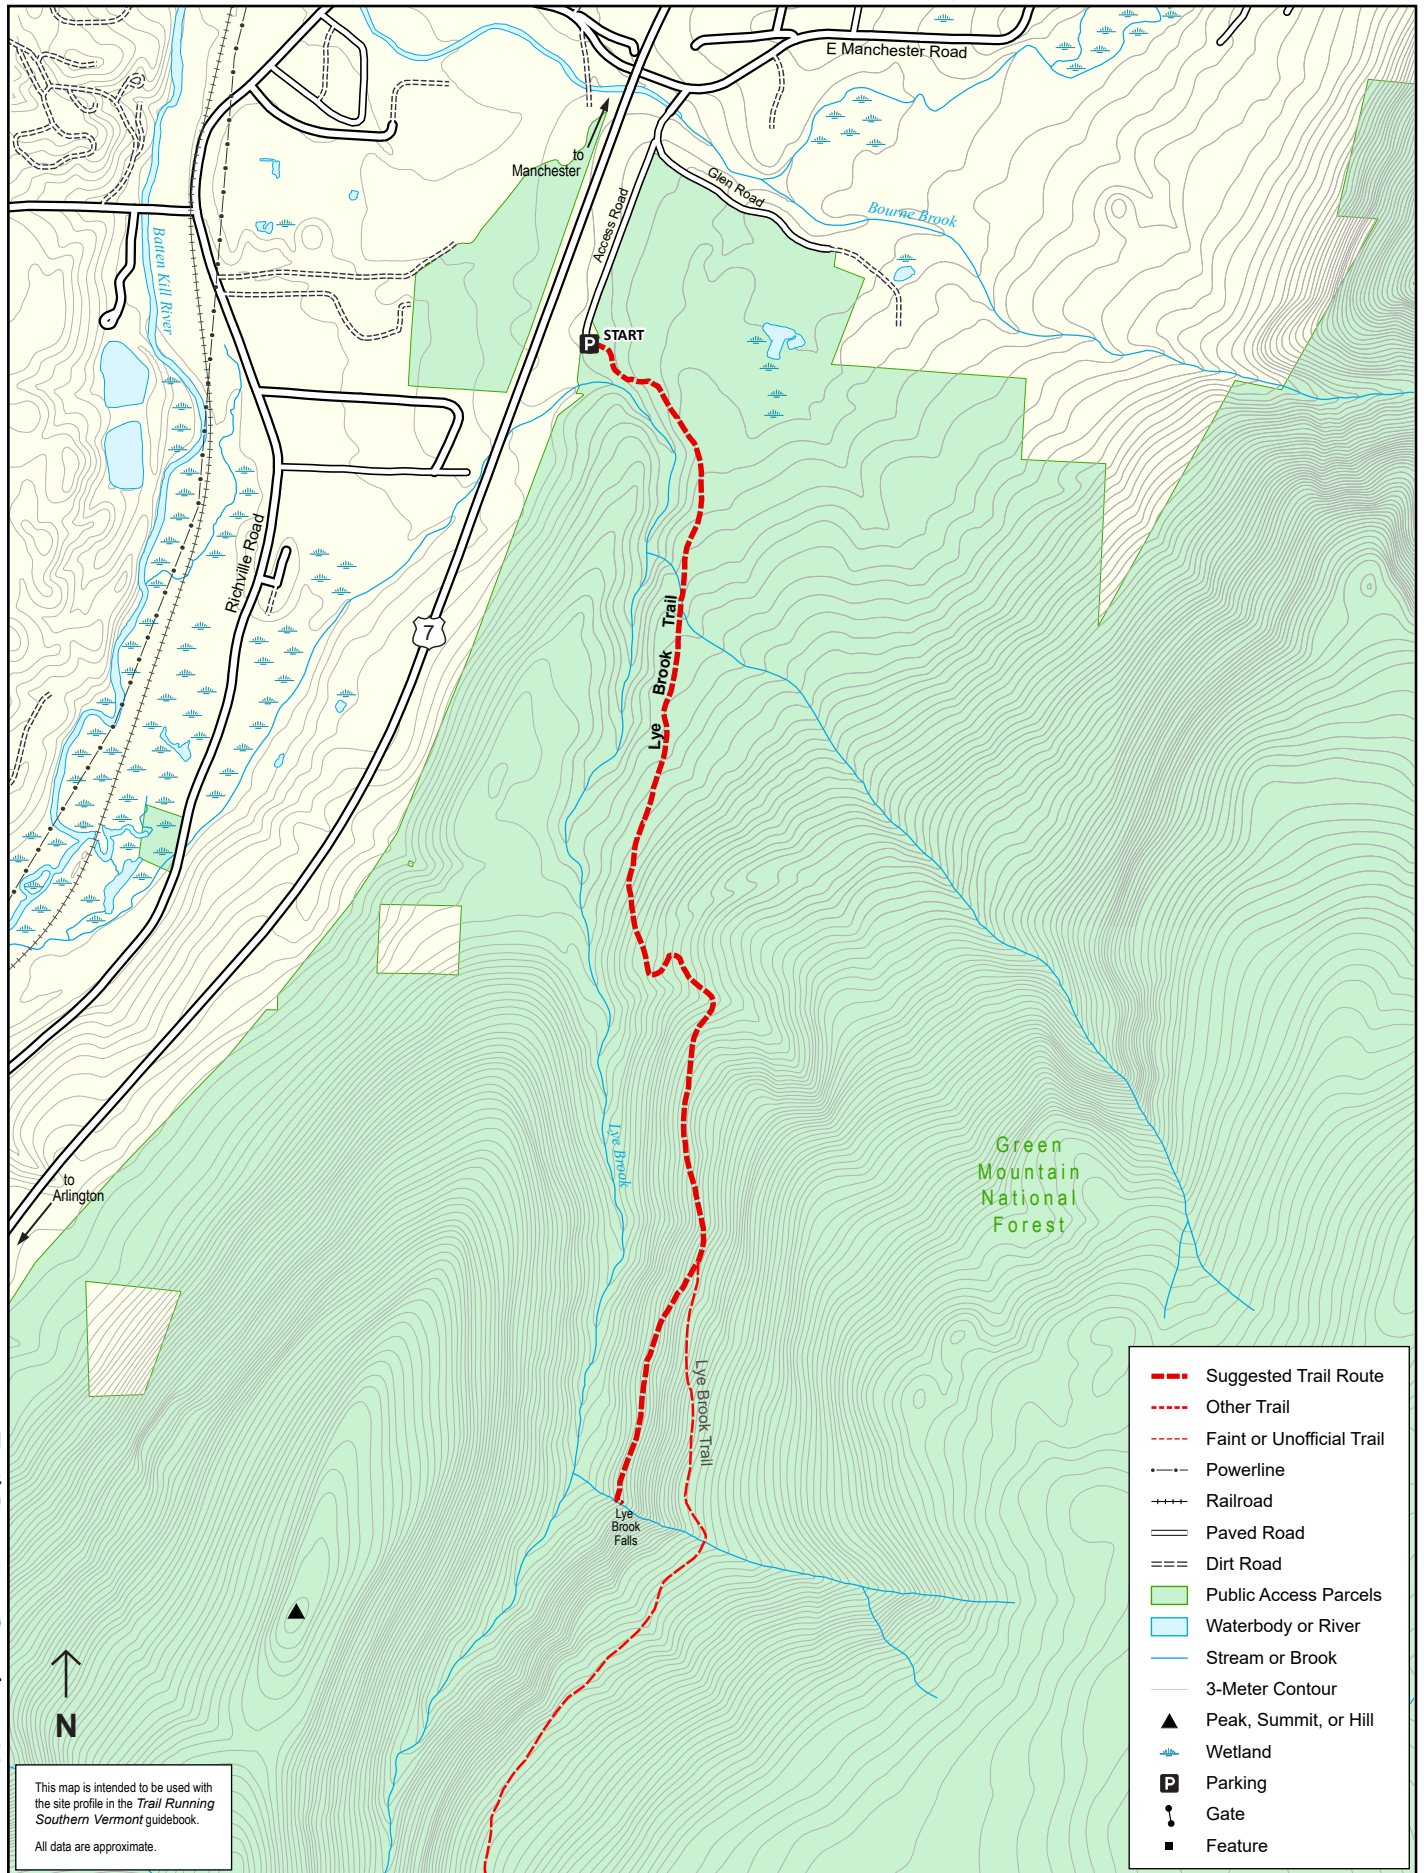 E Manchester Road
to
Manchester
Glen Road
Access Road
Bourne Brook
Batten Kill River
P
START
Richville Road
7
Lye Brook Trail
Lye Brook
Green
Mountain
National
Forest
to
Arlington
Lye Brook Trail
Lye
Brook
Falls
N
This map is intended to be used with
the site profile in the Trail Running
Southern Vermont guidebook.
All data are approximate.
Suggested Trail Route
Other Trail
Faint or Unofficial Trail
Powerline
Railroad
Paved Road
Dirt Road
Public Access Parcels
Waterbody or River
Stream or Brook
3-Meter Contour
Peak, Summit, or Hill
Wetland
P Parking
Gate
Feature